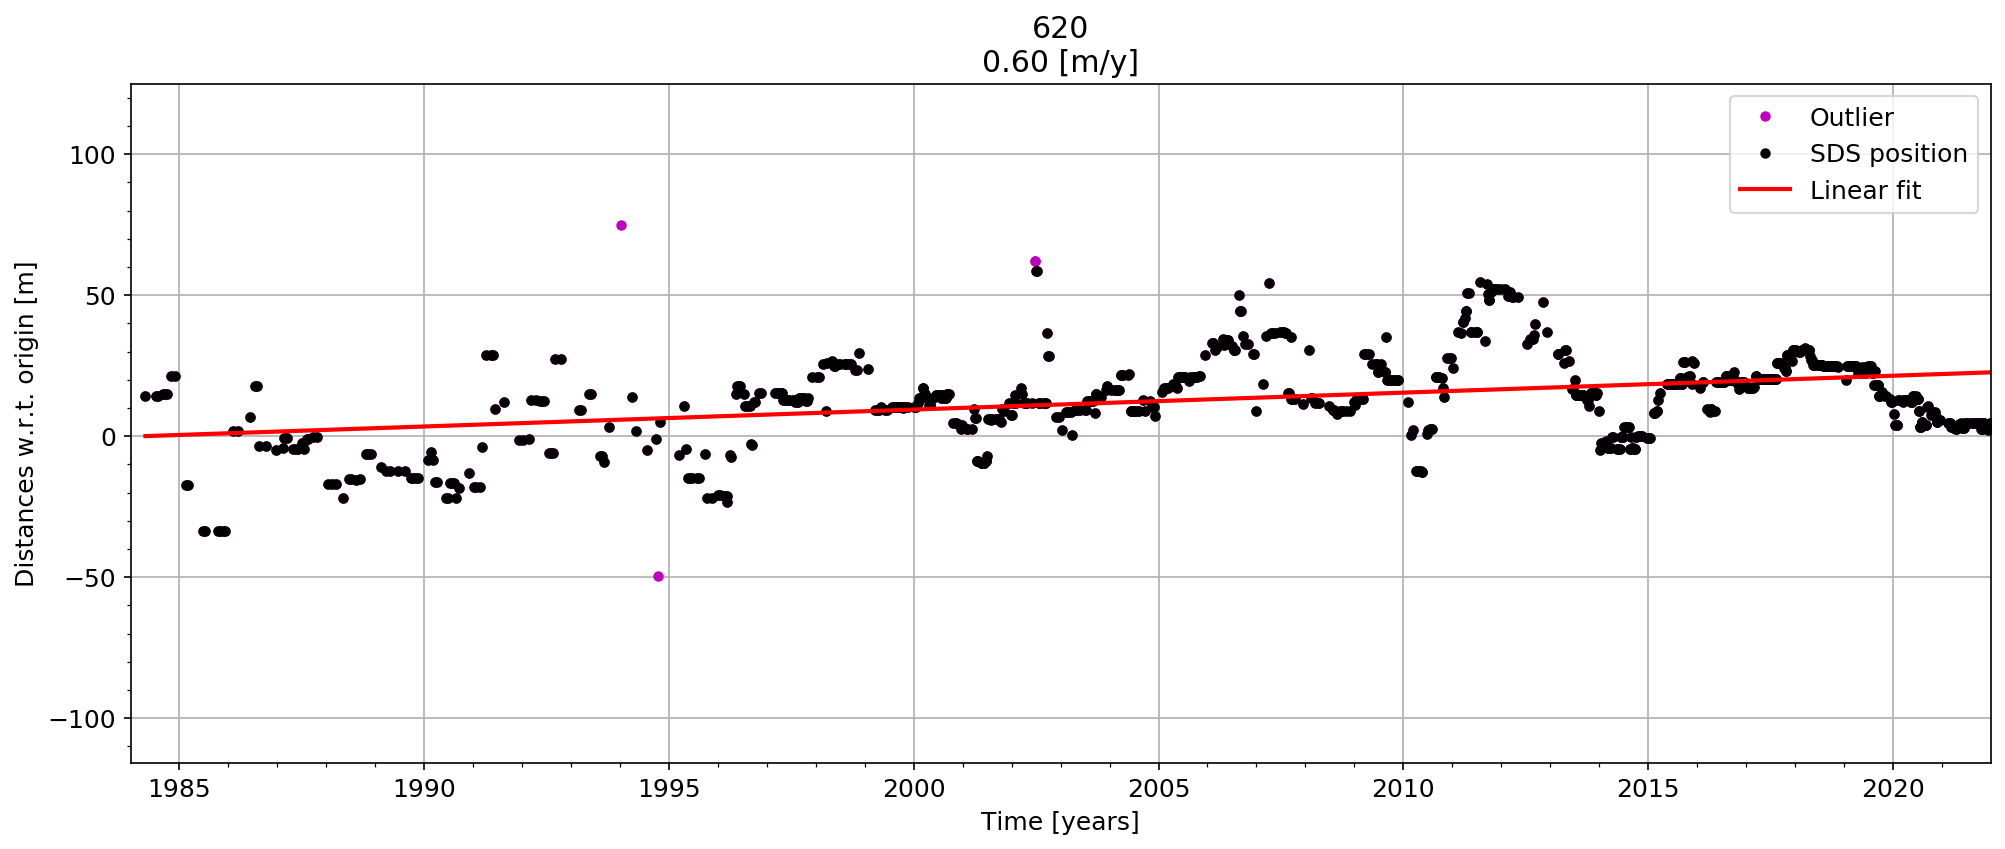 620
0.60 [m/y]
Outlier
SDS position
Linear fit
Distances w.r.t. origin [m]
100
50
0
−50
−100
1985 1990 1995 2000 2005 2010 2015 2020
Time [years]